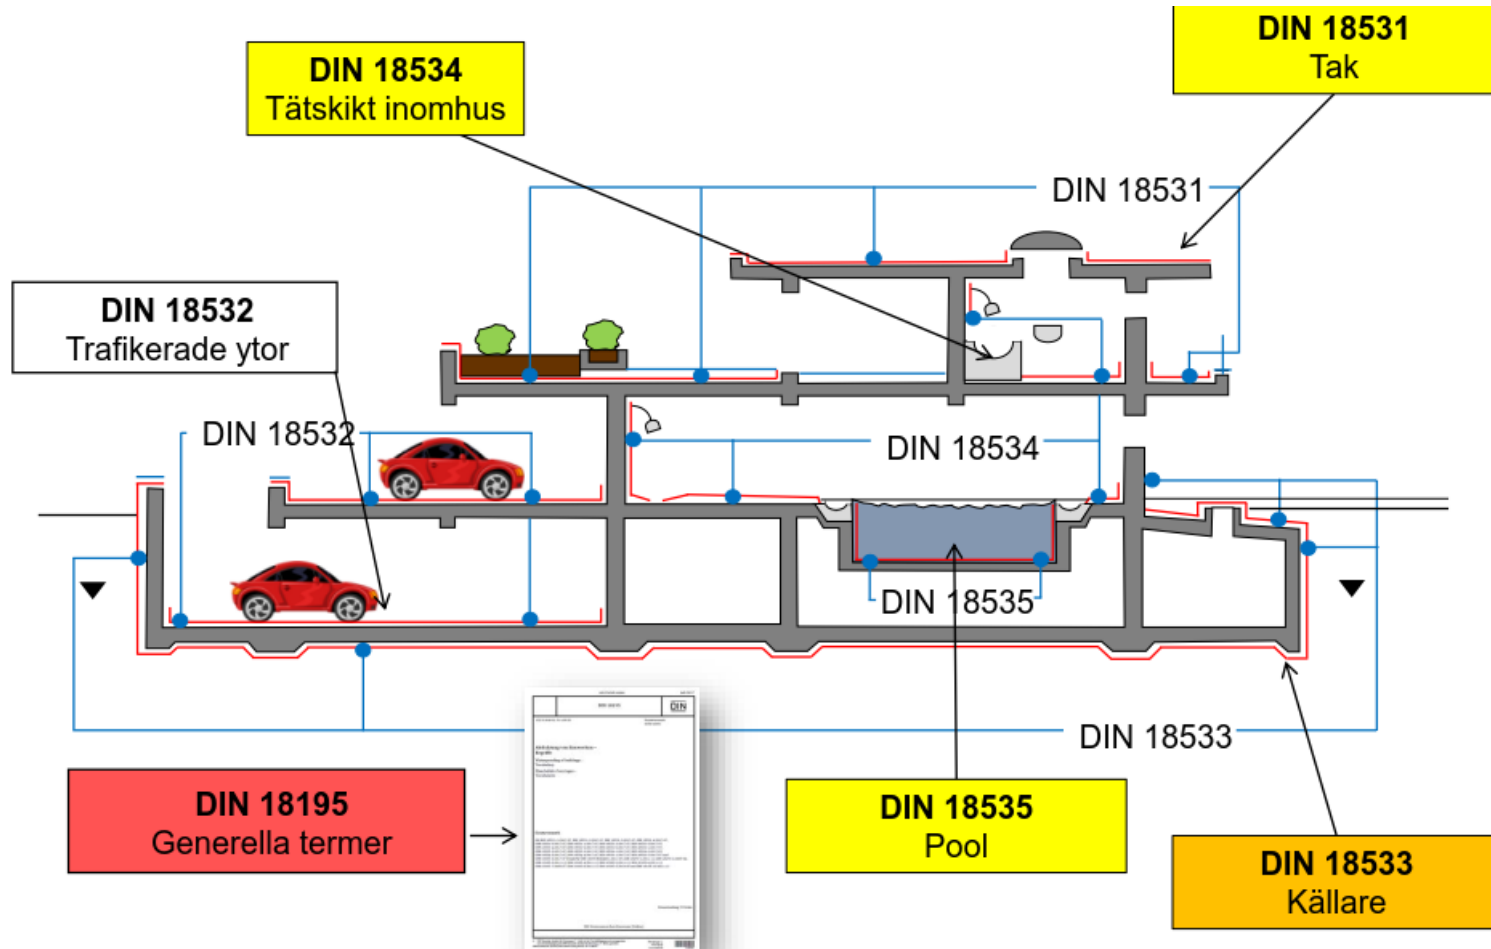 DIN 18531
Tak
DIN 18534
Tätskikt inomhus
DIN 18531
DIN 18532
Trafikerade ytor
DIN 18532
DIN 18534
DIN 18535
DIN
DIN 18533
DIN 18195
Generella termer
DIN 18535
Pool
DIN 18533
Källare